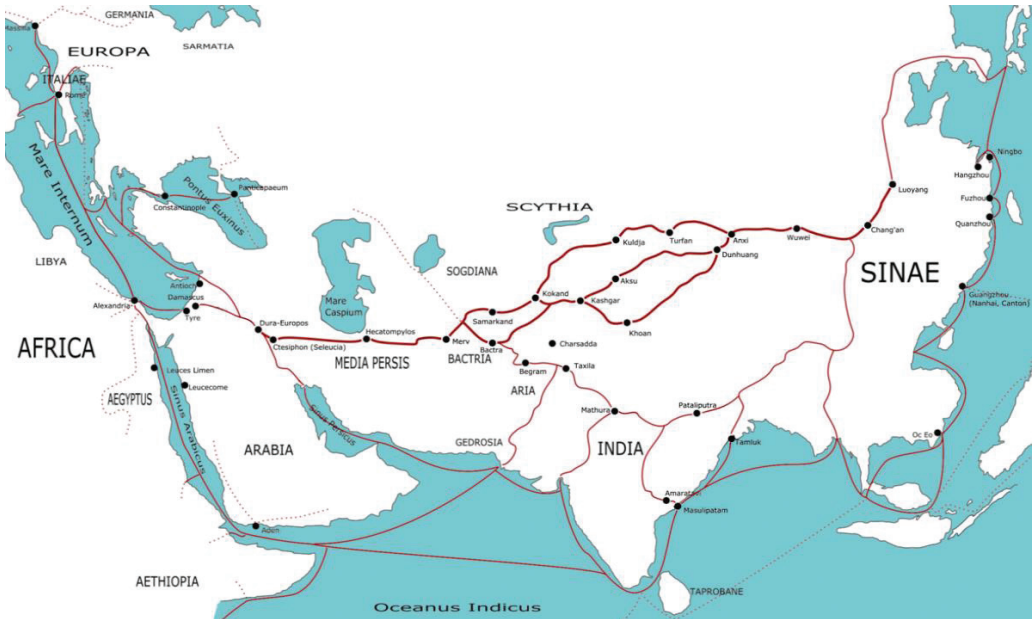 GERMANIA
Massilia
EUROPA
SARMATIA
ITALIAE
Rome
Mare Internum
Pontus Euxinus
Panticapaeum
Constantinople
SCYTHIA
LIBYA
SOGDIANA
Antioch
Damascus
Alexandria
Tyre
Mare
Caspium
Dura-Europos
Ctesiphon (Seleucia)
Hecatompylos
MEDIA PERSIS
Merv
BACTRIA
Samarkand
Bactra
Kokand
Kashgar
Kuldja
Turfan
Aksu
Khoan
Anxi
Dunhuang
Wuwei
Chang'an
Luoyang
Hangzhou
Ningbo
Fuzhou
Quanzhou
SINAE
Guangzhou
(Nanhai, Canton)
AFRICA
Leuces Limen
Leucecome
AEGYPTUS
Sinus Arabicus
ARABIA
Sinus Persicus
Charsadda
Begram
Taxila
ARIA
GEDROSIA
Mathura
Pataliputra
INDIA
Tamluk
Oc Eo
Masulipatam
Aden
AETHIOPIA
TAPROBANE
Oceanus Indicus